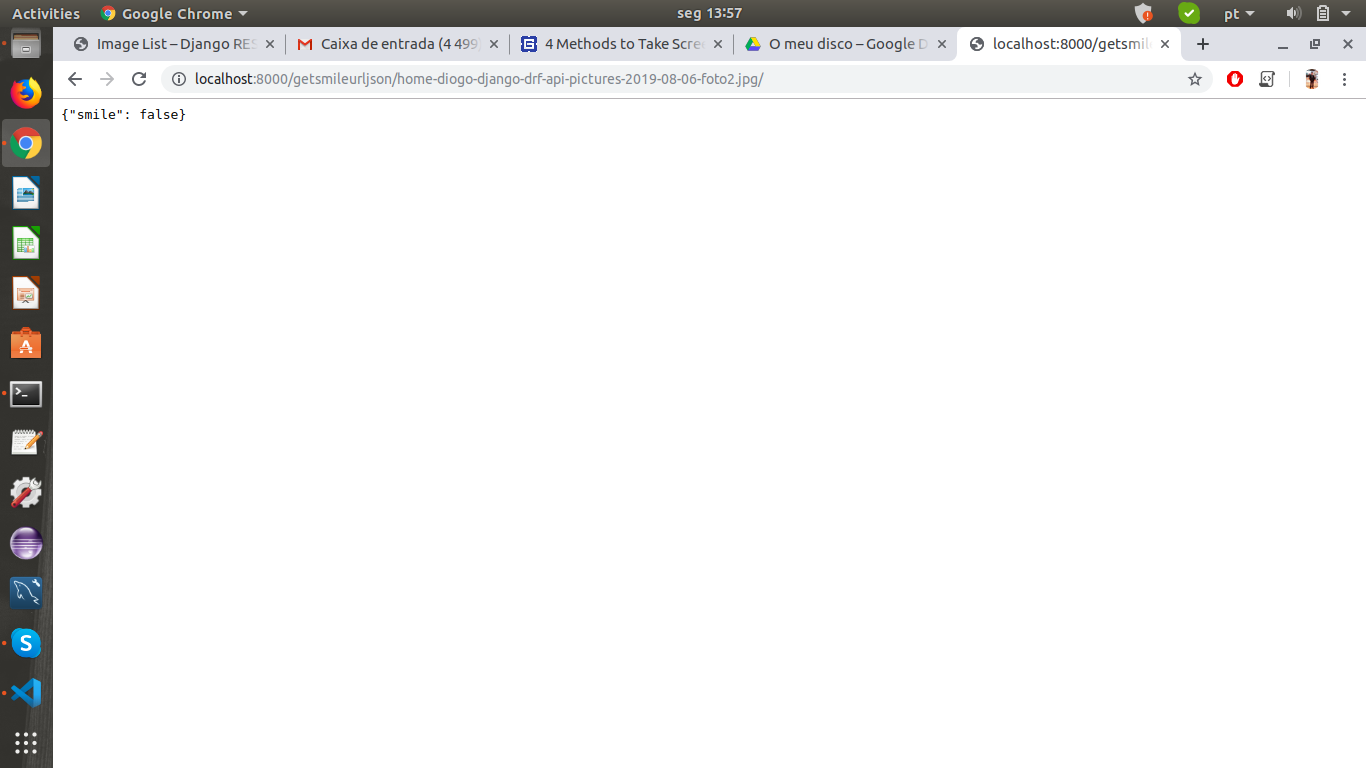 Activities Google Chrome seg 13:57 pt
Image List – Django RES Caixa de entrada (4 499) 4 Methods to Take Scre O meu disco – Google D localhost:8000/getsmil
localhost:8000/getsmileurljson/home-diogo-django-drf-api-pictures-2019-08-06-foto2.jpg/
{"smile": false}